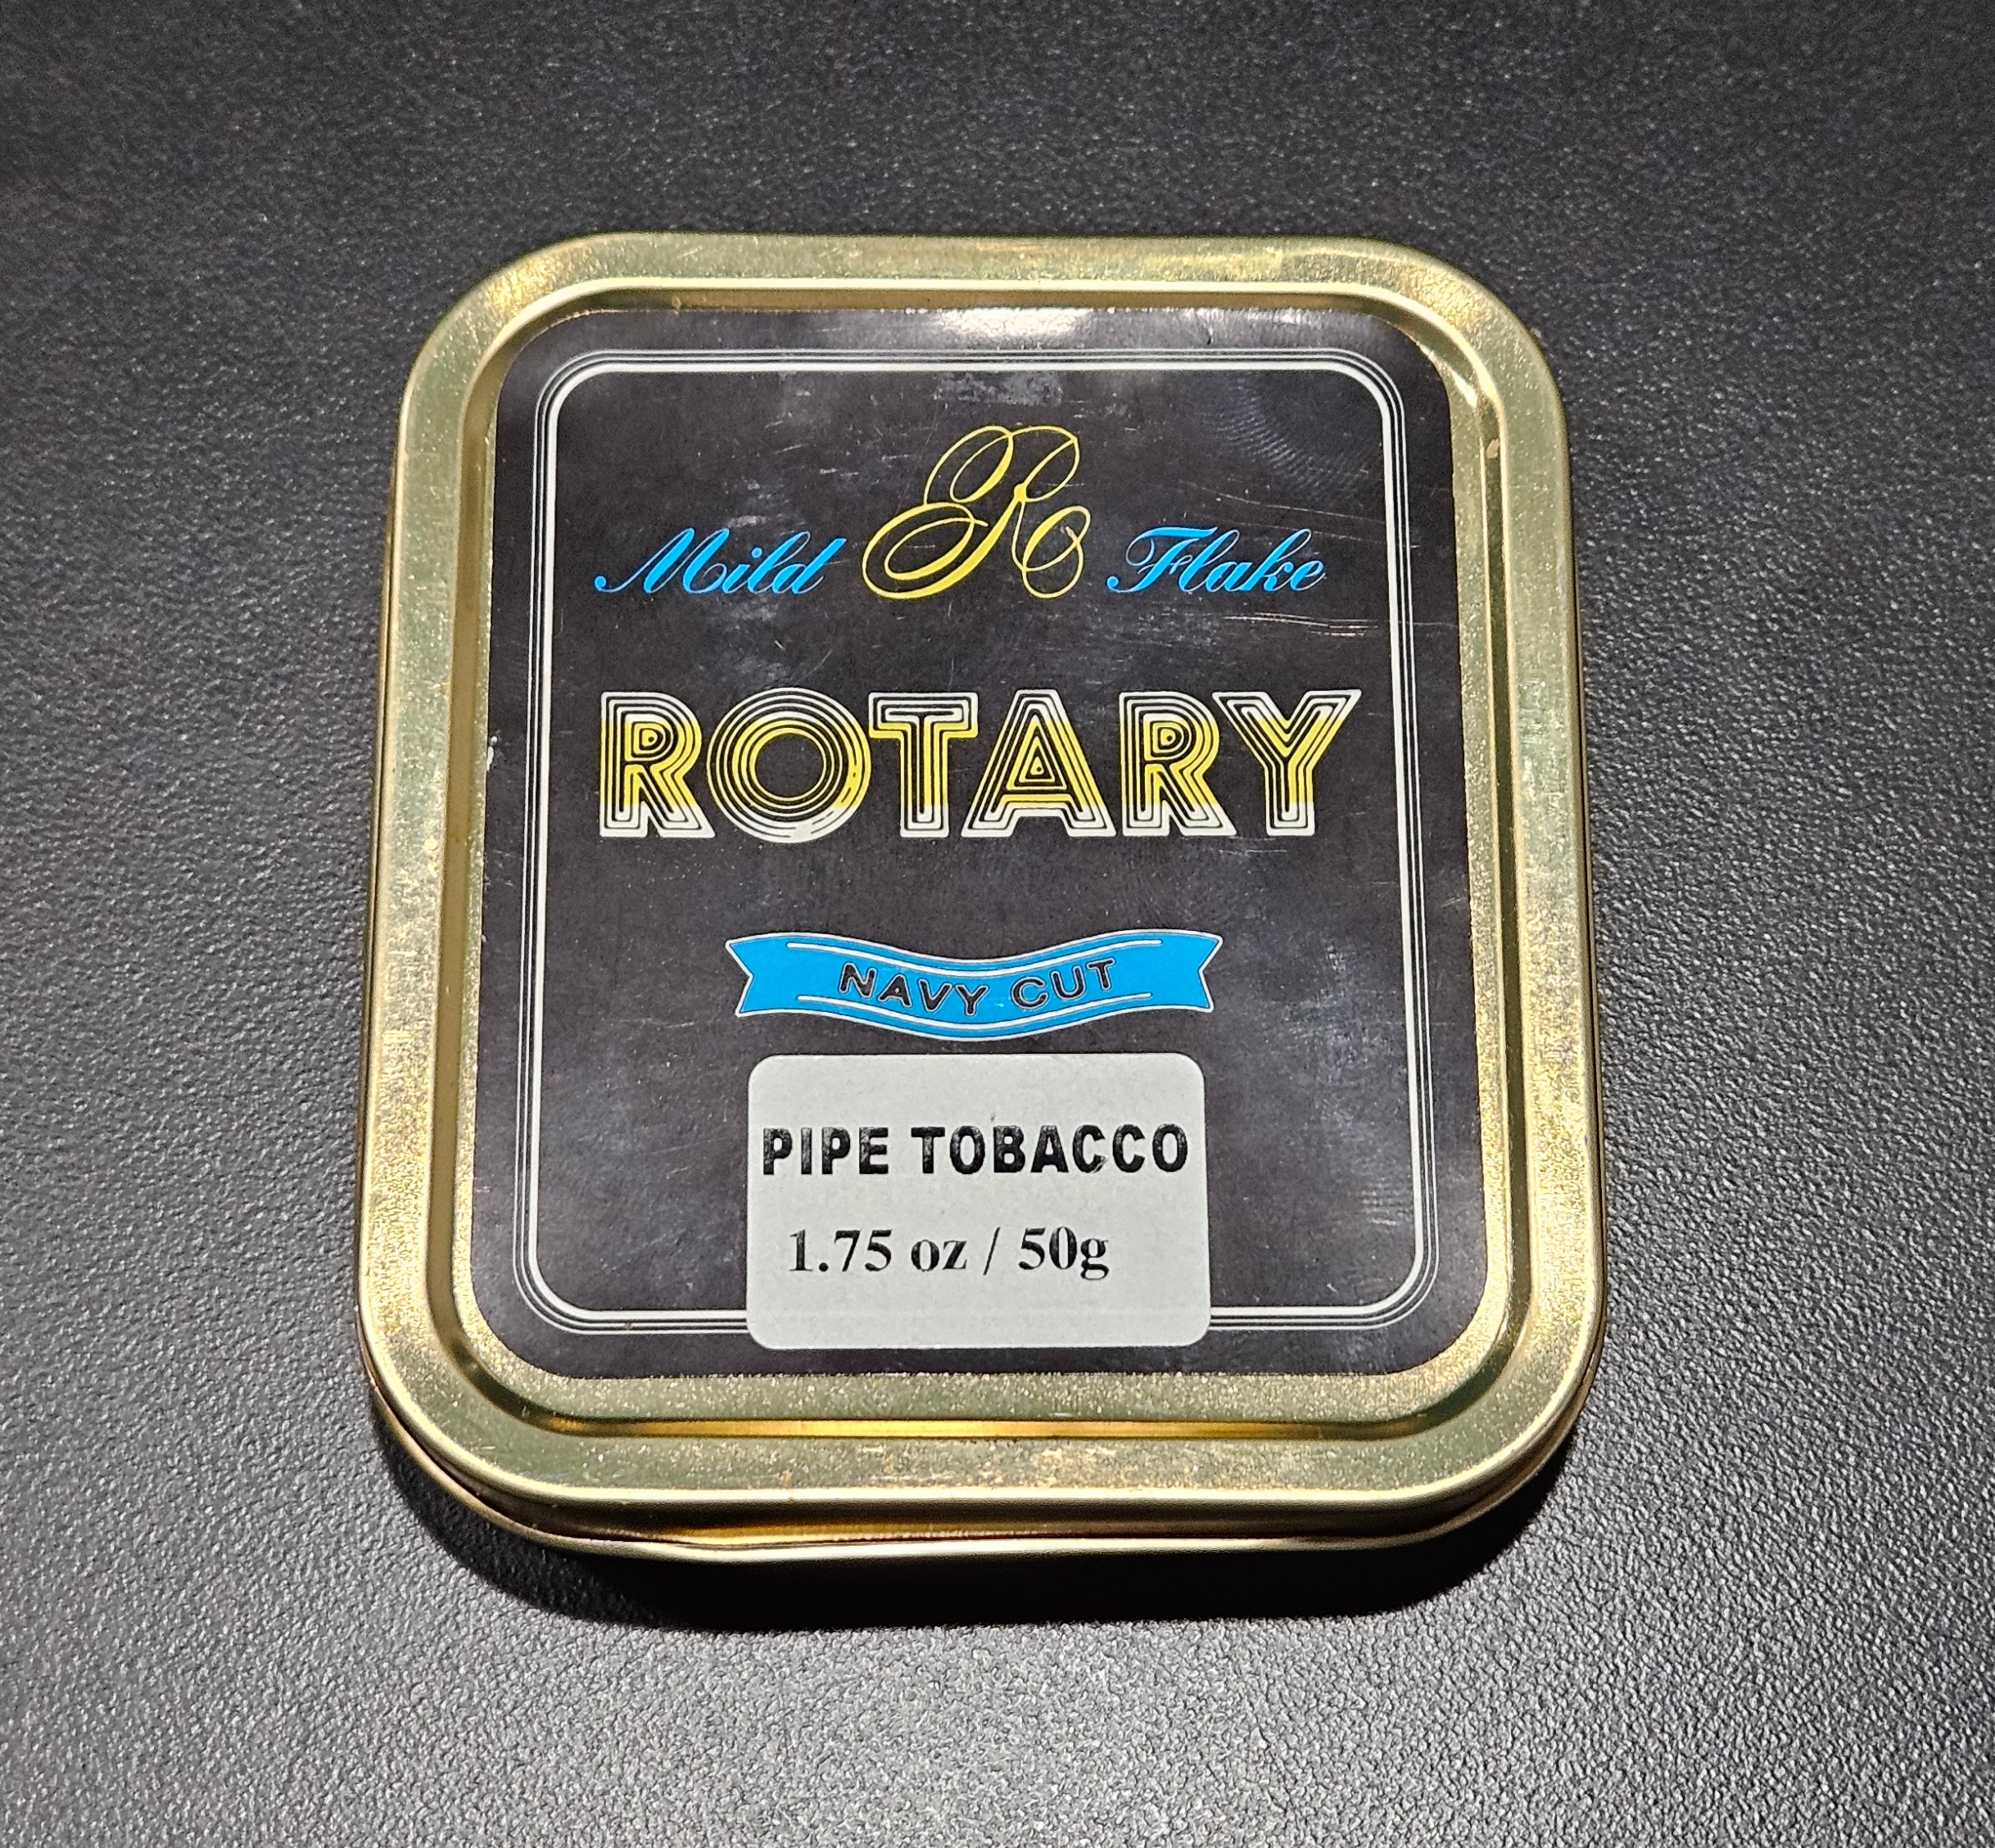 Mild R Flake
ROTARY
NAVY CUT
PIPE TOBACCO
1.75 oz / 50g